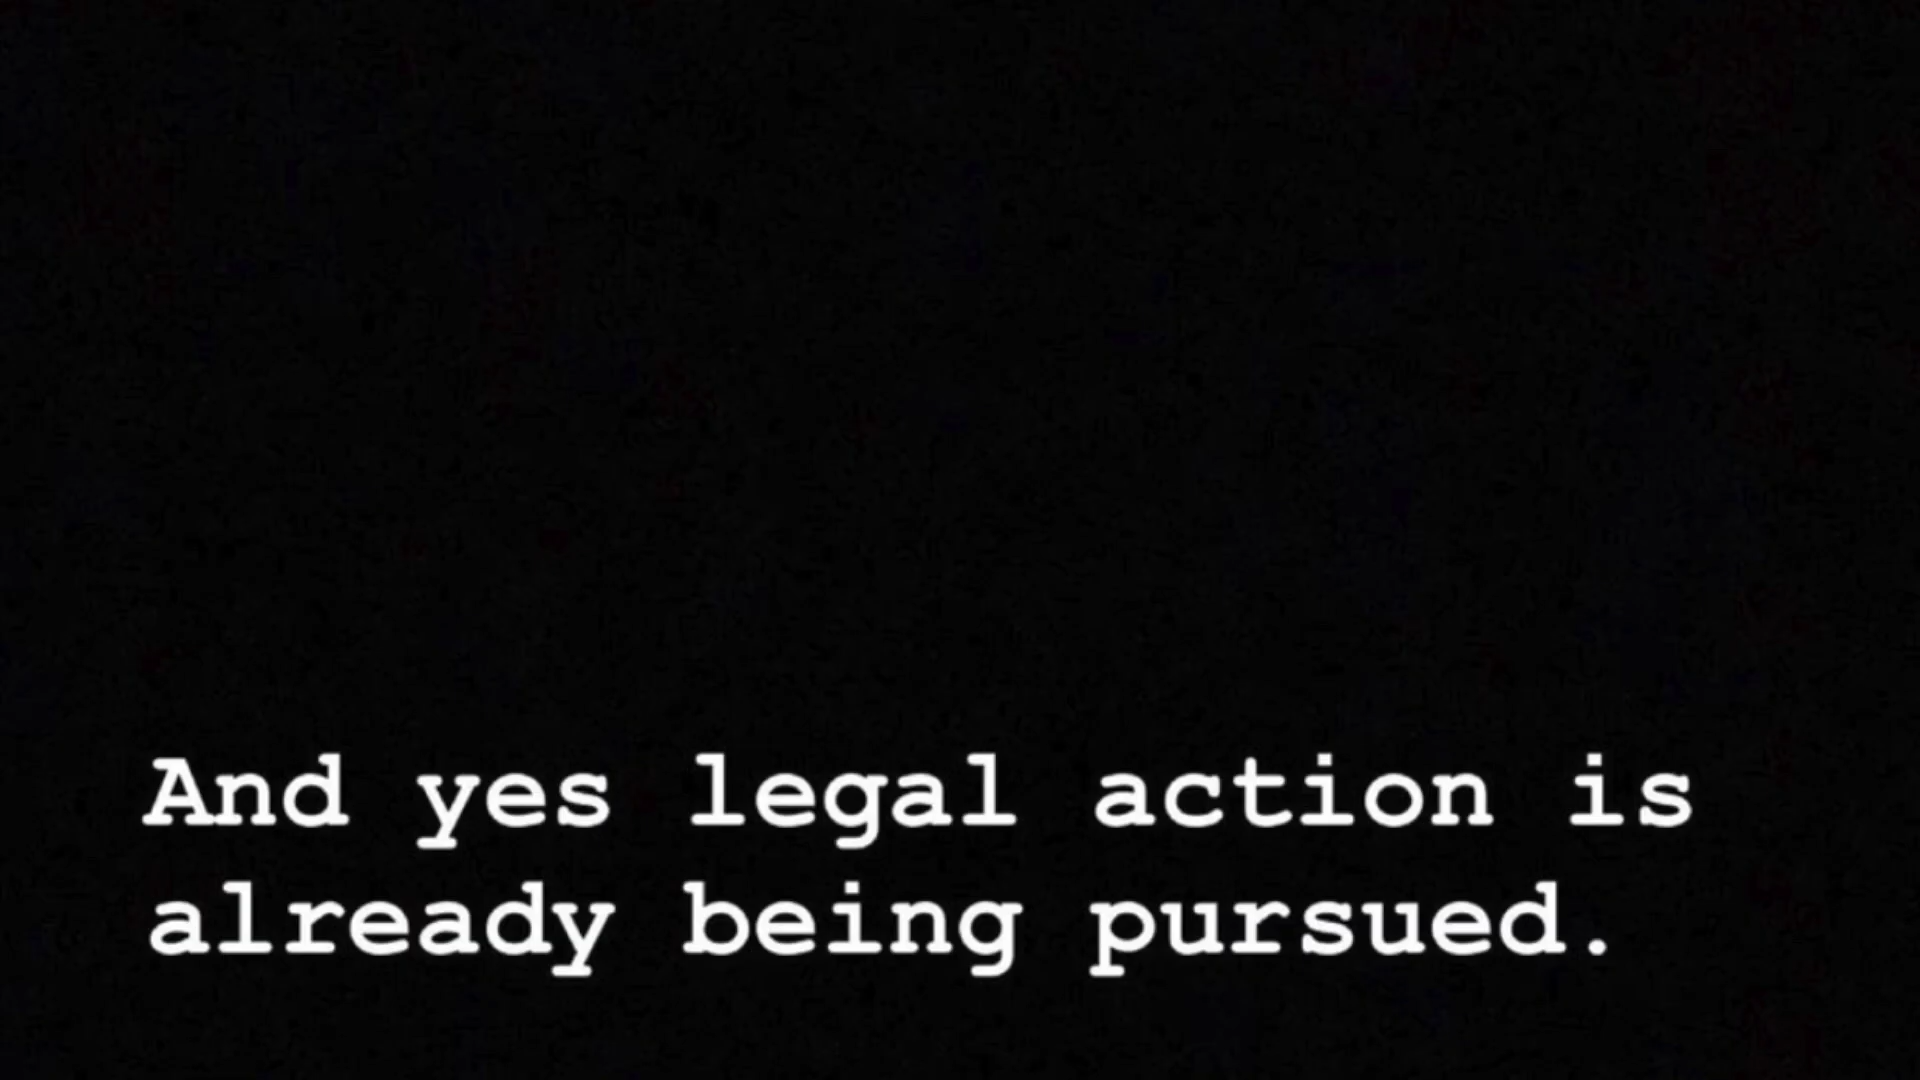 And yes legal action is
already being pursued.